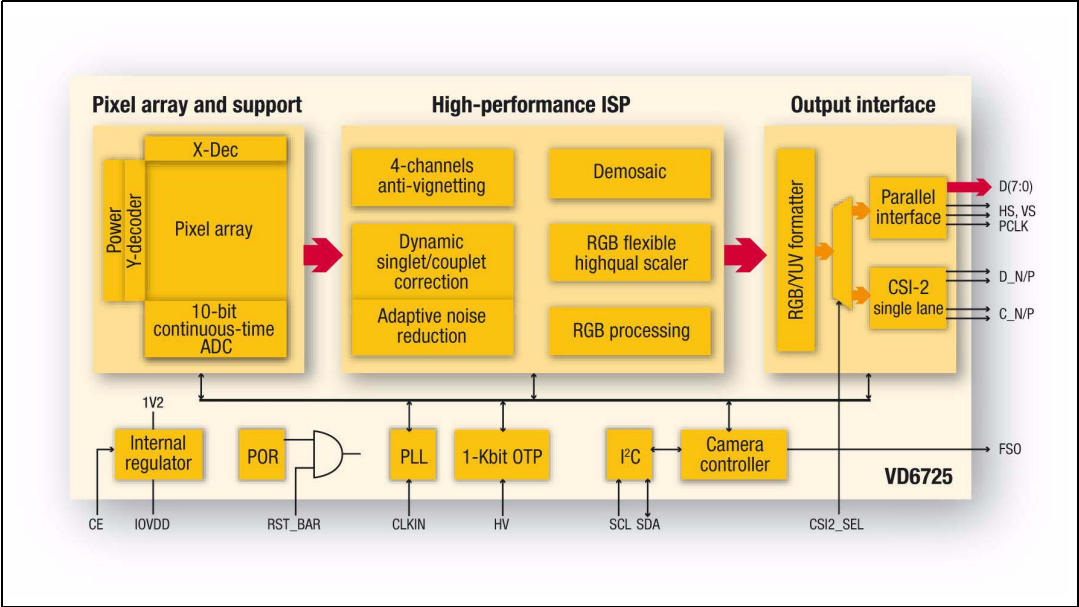 Pixel array and support
High-performance ISP
Output interface
X-Dec
Power
Y-decoder
Pixel array
10-bit
continuous-time
ADC
4-channels
anti-vignetting
Dynamic
singlet/couplet
correction
Adaptive noise
reduction
Demosaic
RGB flexible
highqual scaler
RGB processing
RGB/YUV formatter
Parallel
interface
CSI-2
single lane
D(7:0)
HS, VS
PCLK
D_N/P
C_N/P
1V2
Internal
regulator
POR
PLL
1-Kbit OTP
I²C
Camera
controller
FSO
VD6725
CE
IOVDD
RST_BAR
CLKIN
HV
SCL SDA
CSI2_SEL